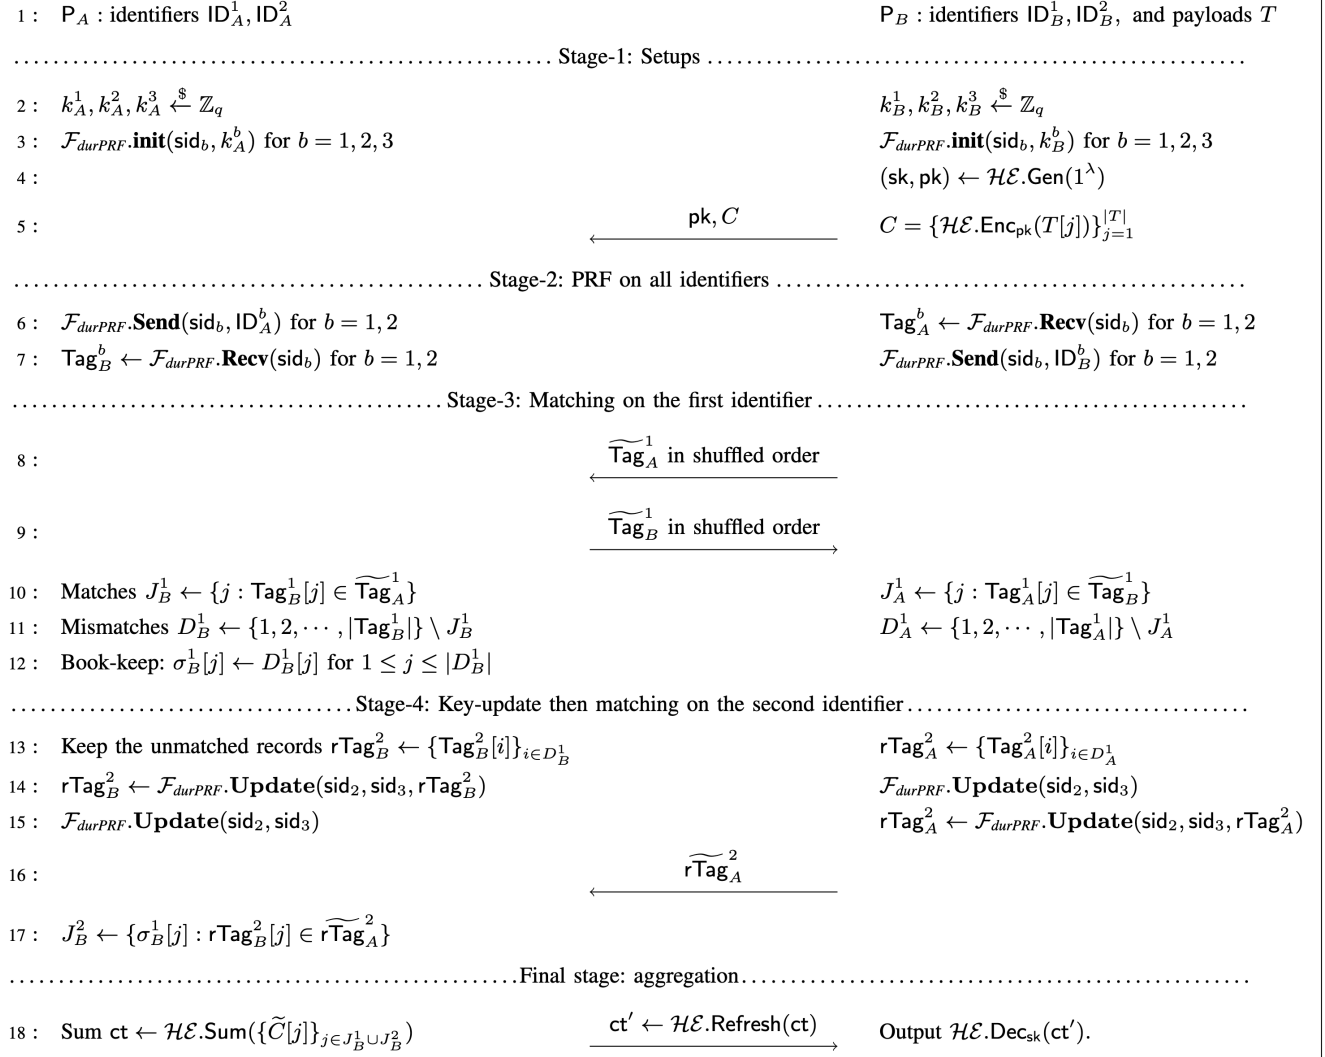 1 : P_A : identifiers ID_A^1, ID_A^2 P_B : identifiers ID_B^1, ID_B^2, and payloads T
Stage-1: Setups
2 : k_A^1, k_A^2, k_A^3 ←$ ℤ_q k_B^1, k_B^2, k_B^3 ←$ ℤ_q
3 : F_durPRF.init(sid_b, k_A^b) for b = 1, 2, 3 F_durPRF.init(sid_b, k_B^b) for b = 1, 2, 3
4 : (sk, pk) ← HE.Gen(1^λ)
5 : pk, C C = {HE.Enc_pk(T[j])}_{j=1}^{|T|}
Stage-2: PRF on all identifiers
6 : F_durPRF.Send(sid_b, ID_A^b) for b = 1, 2 Tag_A^b ← F_durPRF.Recv(sid_b) for b = 1, 2
7 : Tag_B^b ← F_durPRF.Recv(sid_b) for b = 1, 2 F_durPRF.Send(sid_b, ID_B^b) for b = 1, 2
Stage-3: Matching on the first identifier
8 : T̃ag_A^1 in shuffled order
9 : T̃ag_B^1 in shuffled order
10 : Matches J_B^1 ← {j : Tag_B^1[j] ∈ T̃ag_A^1} J_A^1 ← {j : Tag_A^1[j] ∈ T̃ag_B^1}
11 : Mismatches D_B^1 ← {1, 2, ⋯ , |Tag_B^1|} \ J_B^1 D_A^1 ← {1, 2, ⋯ , |Tag_A^1|} \ J_A^1
12 : Book-keep: σ_B^1[j] ← D_B^1[j] for 1 ≤ j ≤ |D_B^1|
Stage-4: Key-update then matching on the second identifier
13 : Keep the unmatched records rTag_B^2 ← {Tag_B^2[i]}_{i∈D_B^1} rTag_A^2 ← {Tag_A^2[i]}_{i∈D_A^1}
14 : rTag_B^2 ← F_durPRF.Update(sid_2, sid_3, rTag_B^2) F_durPRF.Update(sid_2, sid_3)
15 : F_durPRF.Update(sid_2, sid_3) rTag_A^2 ← F_durPRF.Update(sid_2, sid_3, rTag_A^2)
16 : rT̃ag_A^2
17 : J_B^2 ← {σ_B^1[j] : rTag_B^2[j] ∈ rT̃ag_A^2}
Final stage: aggregation
18 : Sum ct ← HE.Sum({C̃[j]}_{j∈J_B^1∪J_B^2}) ct′ ← HE.Refresh(ct) Output HE.Dec_sk(ct′).